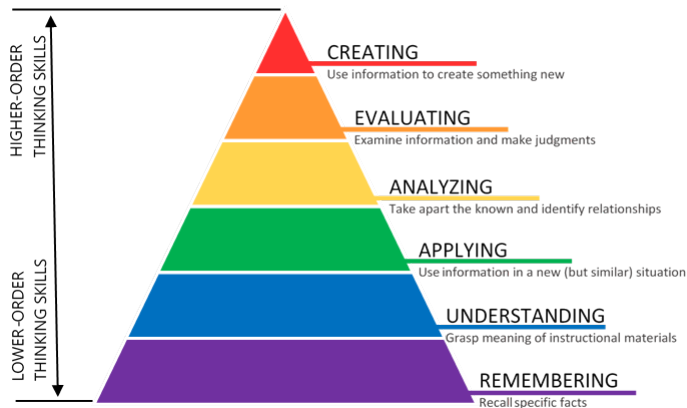 HIGHER-ORDER
THINKING SKILLS
CREATING
Use information to create something new
EVALUATING
Examine information and make judgments
ANALYZING
Take apart the known and identify relationships
APPLYING
Use information in a new (but similar) situation
LOWER-ORDER
THINKING SKILLS
UNDERSTANDING
Grasp meaning of instructional materials
REMEMBERING
Recall specific facts